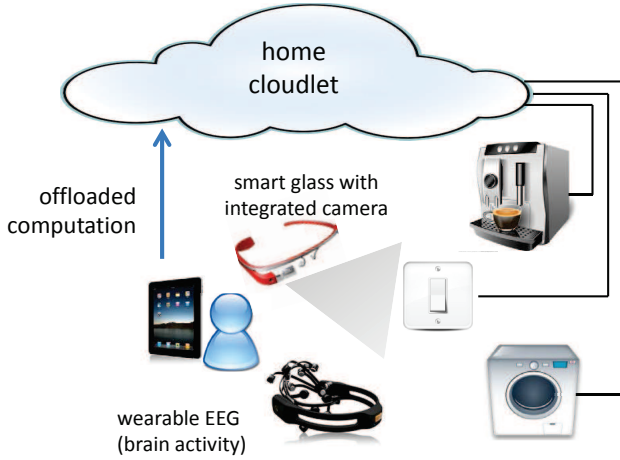 home
cloudlet
offloaded
computation
smart glass with
integrated camera
wearable EEG
(brain activity)